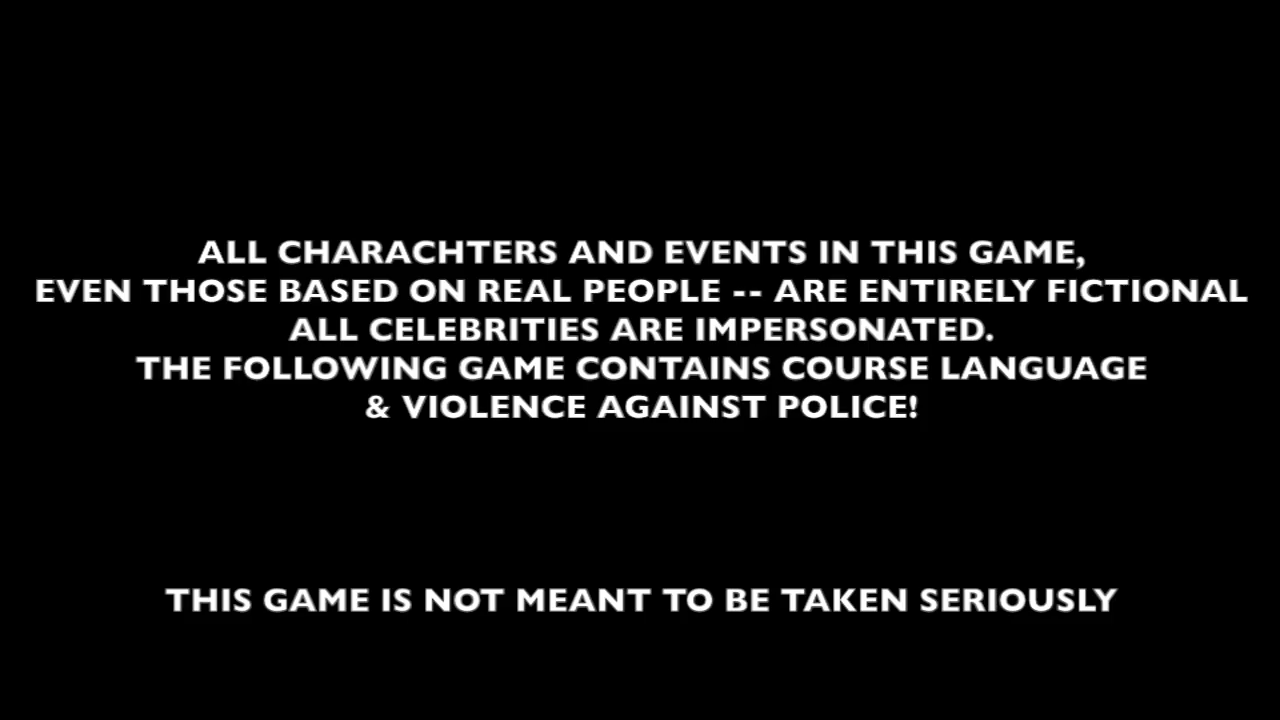 ALL CHARACHTERS AND EVENTS IN THIS GAME,
EVEN THOSE BASED ON REAL PEOPLE -- ARE ENTIRELY FICTIONAL
ALL CELEBRITIES ARE IMPERSONATED.
THE FOLLOWING GAME CONTAINS COURSE LANGUAGE
& VIOLENCE AGAINST POLICE!
THIS GAME IS NOT MEANT TO BE TAKEN SERIOUSLY